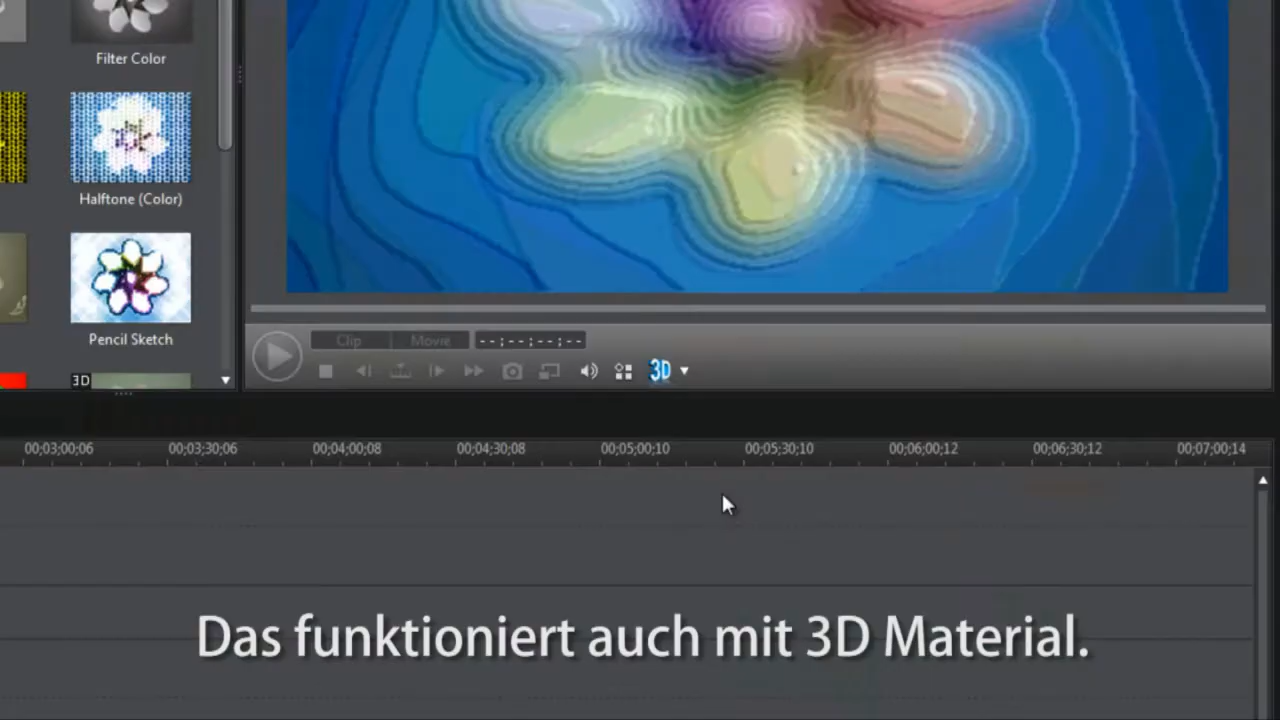 Filter Color
Halftone (Color)
Pencil Sketch
3D
Clip
Movie
--;--;--;--
3D
00;03;00;06
00;03;30;06
00;04;00;08
00;04;30;08
00;05;00;10
00;05;30;10
00;06;00;12
00;06;30;12
00;07;00;14
Das funktioniert auch mit 3D Material.